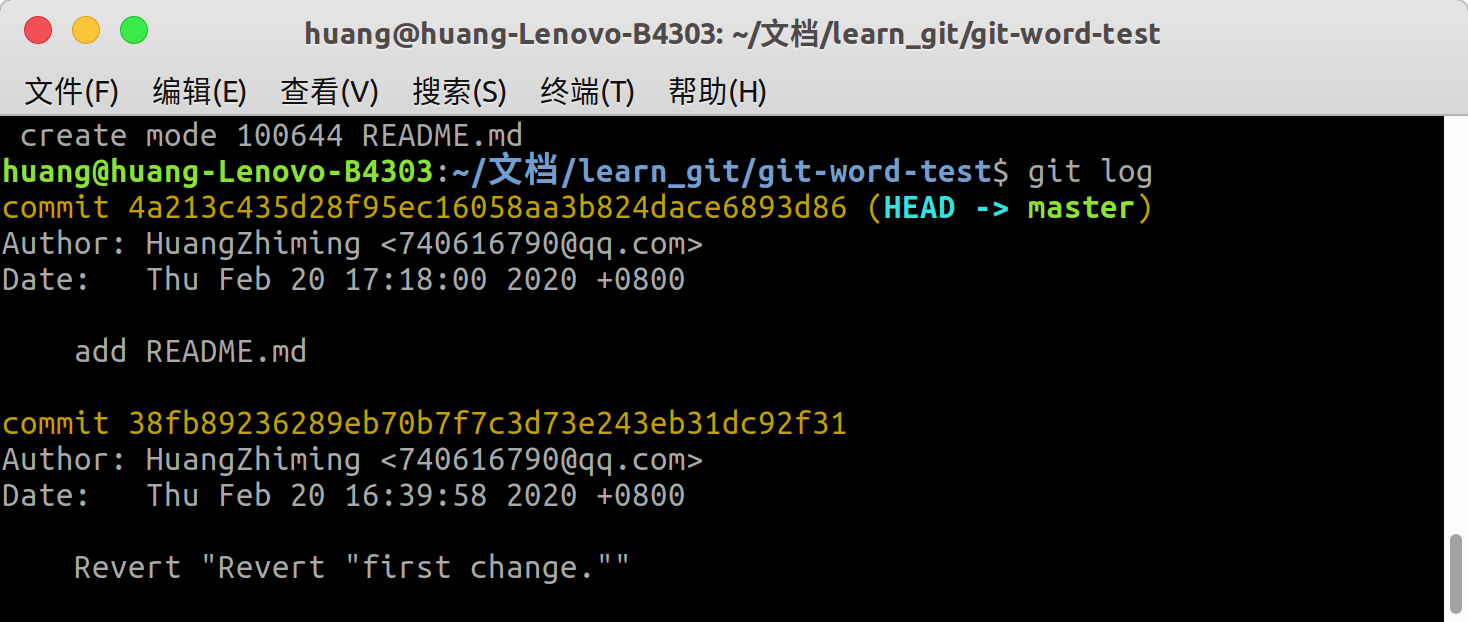 huang@huang-Lenovo-B4303: ~/文档/learn_git/git-word-test
文件(F) 编辑(E) 查看(V) 搜索(S) 终端(T) 帮助(H)
create mode 100644 README.md
huang@huang-Lenovo-B4303:~/文档/learn_git/git-word-test$ git log
commit 4a213c435d28f95ec16058aa3b824dace6893d86 (HEAD -> master)
Author: HuangZhiming <740616790@qq.com>
Date:   Thu Feb 20 17:18:00 2020 +0800
add README.md
commit 38fb89236289eb70b7f7c3d73e243eb31dc92f31
Author: HuangZhiming <740616790@qq.com>
Date:   Thu Feb 20 16:39:58 2020 +0800
Revert "Revert "first change.""